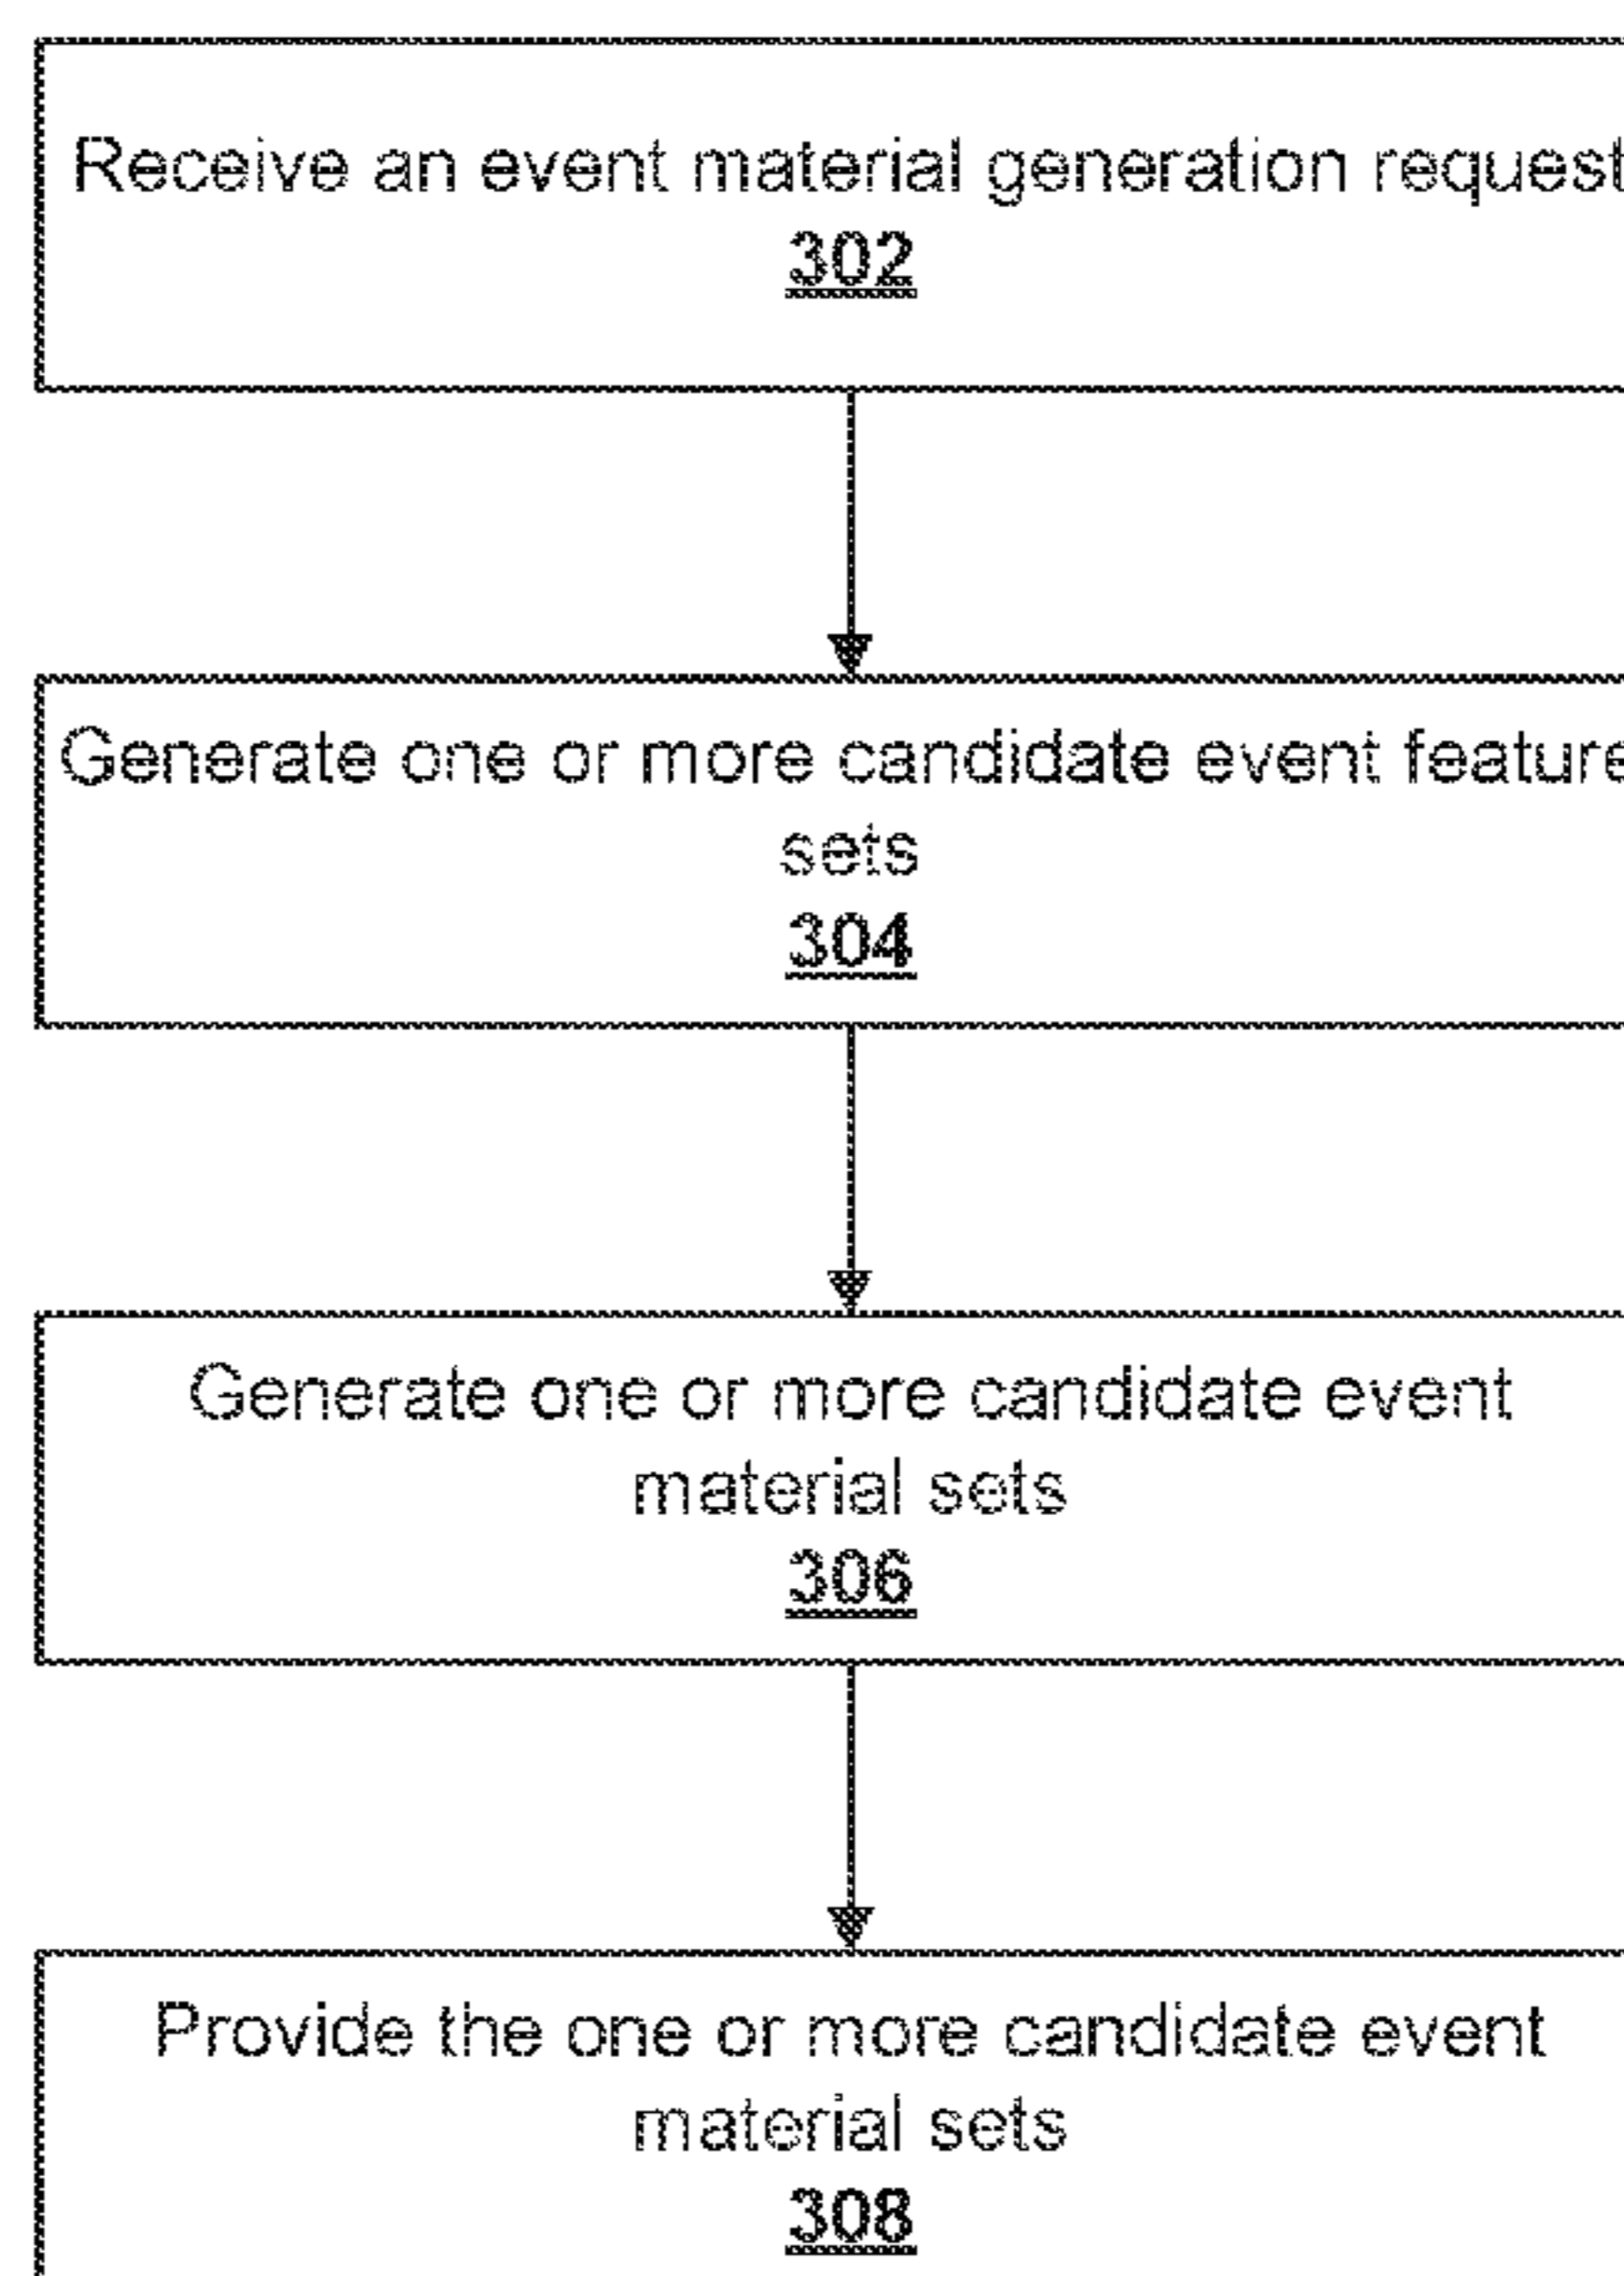 Receive an event material generation request
302
Generate one or more candidate event feature
sets
304
Generate one or more candidate event
material sets
306
Provide the one or more candidate event
material sets
308